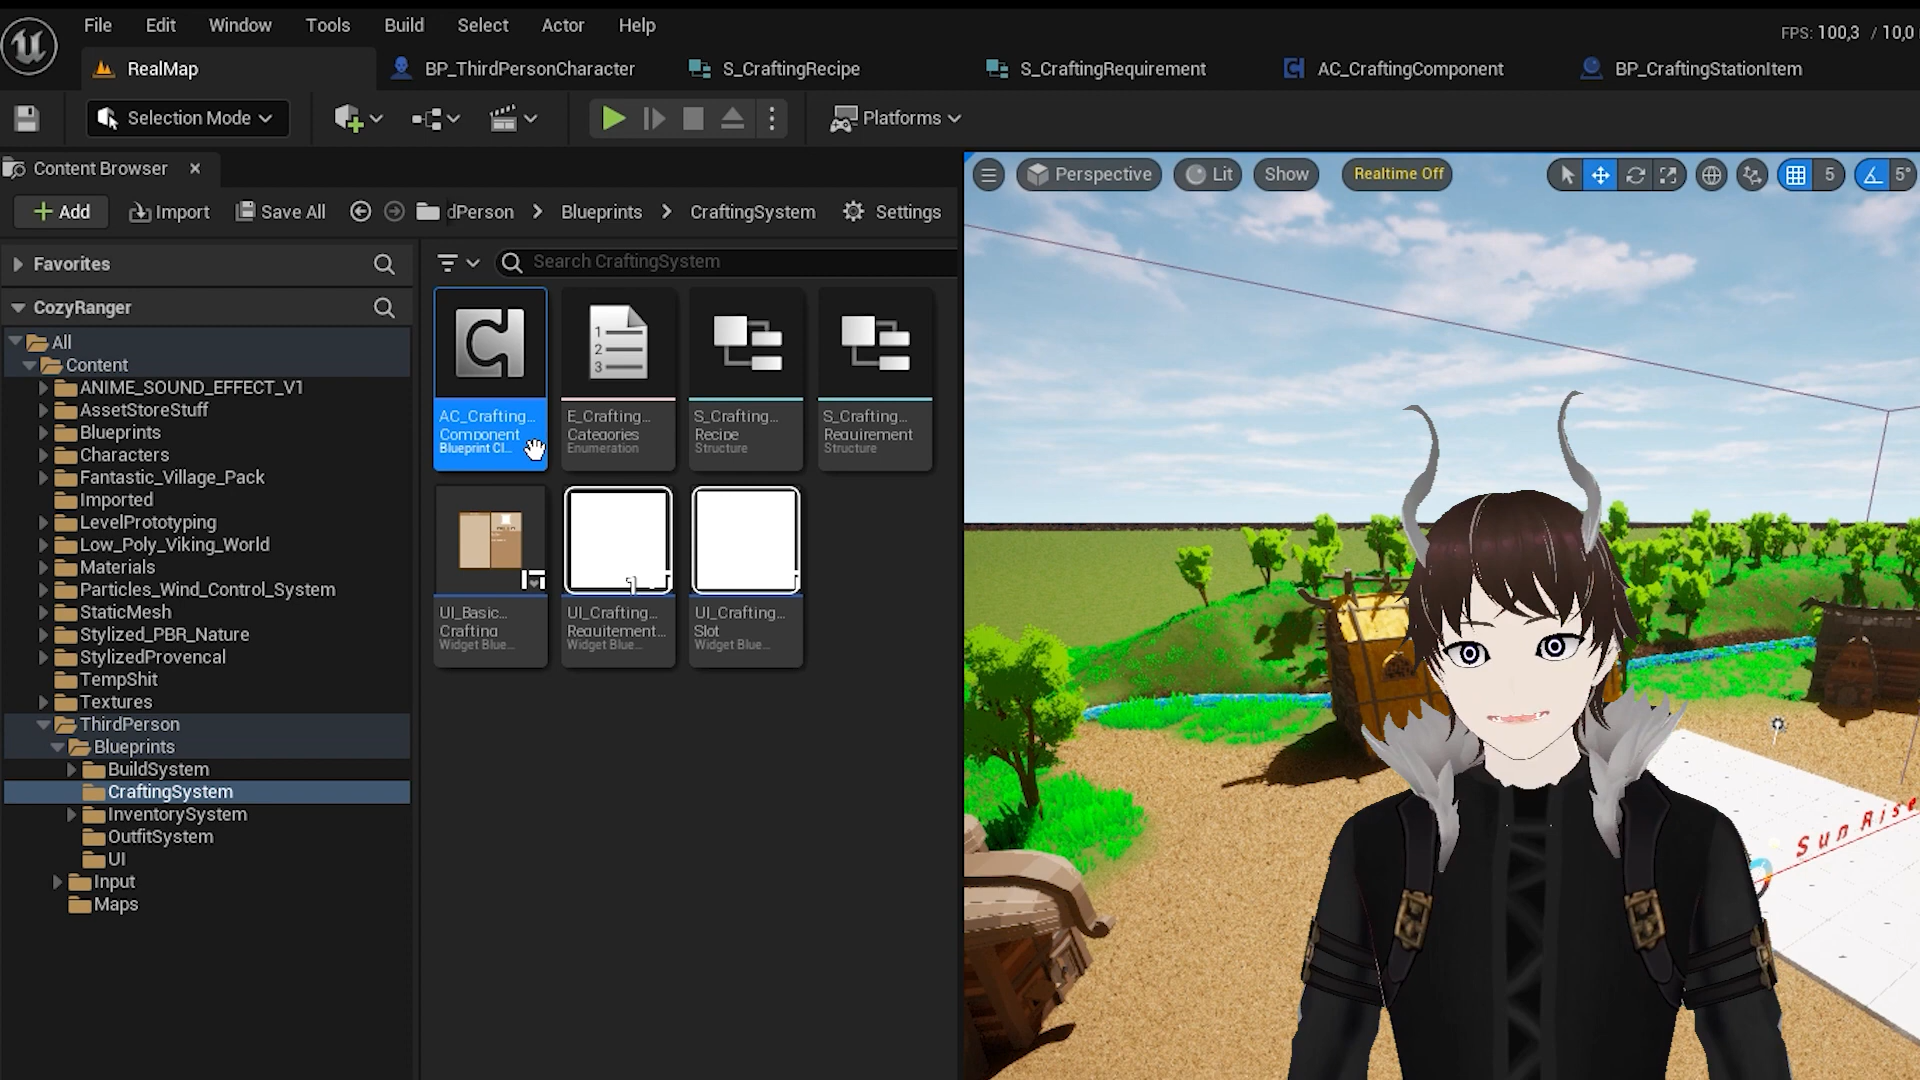 File Edit Window Tools Build Select Actor Help
FPS: 100,3 / 10,0
RealMap BP_ThirdPersonCharacter S_CraftingRecipe S_CraftingRequirement AC_CraftingComponent BP_CraftingStationItem
Selection Mode Platforms
Content Browser
Perspective Lit Show Realtime Off 5 5°
Add Import Save All dPerson Blueprints CraftingSystem Settings
Favorites
Search CraftingSystem
CozyRanger
All
Content
ANIME_SOUND_EFFECT_V1
AssetStoreStuff
Blueprints
Characters
Fantastic_Village_Pack
Imported
LevelPrototyping
Low_Poly_Viking_World
Materials
Particles_Wind_Control_System
StaticMesh
Stylized_PBR_Nature
StylizedProvencal
TempShit
Textures
ThirdPerson
Blueprints
BuildSystem
CraftingSystem
InventorySystem
OutfitSystem
UI
Input
Maps
AC_Crafting...
Component
Blueprint Cl...
E_Crafting...
Categories
Enumeration
S_Crafting...
Recipe
Structure
S_Crafting...
Requirement
Structure
UI_Basic...
Crafting
Widget Blue...
UI_Crafting...
Requitement...
Widget Blue...
UI_Crafting...
Slot
Widget Blue...
Sun Rise